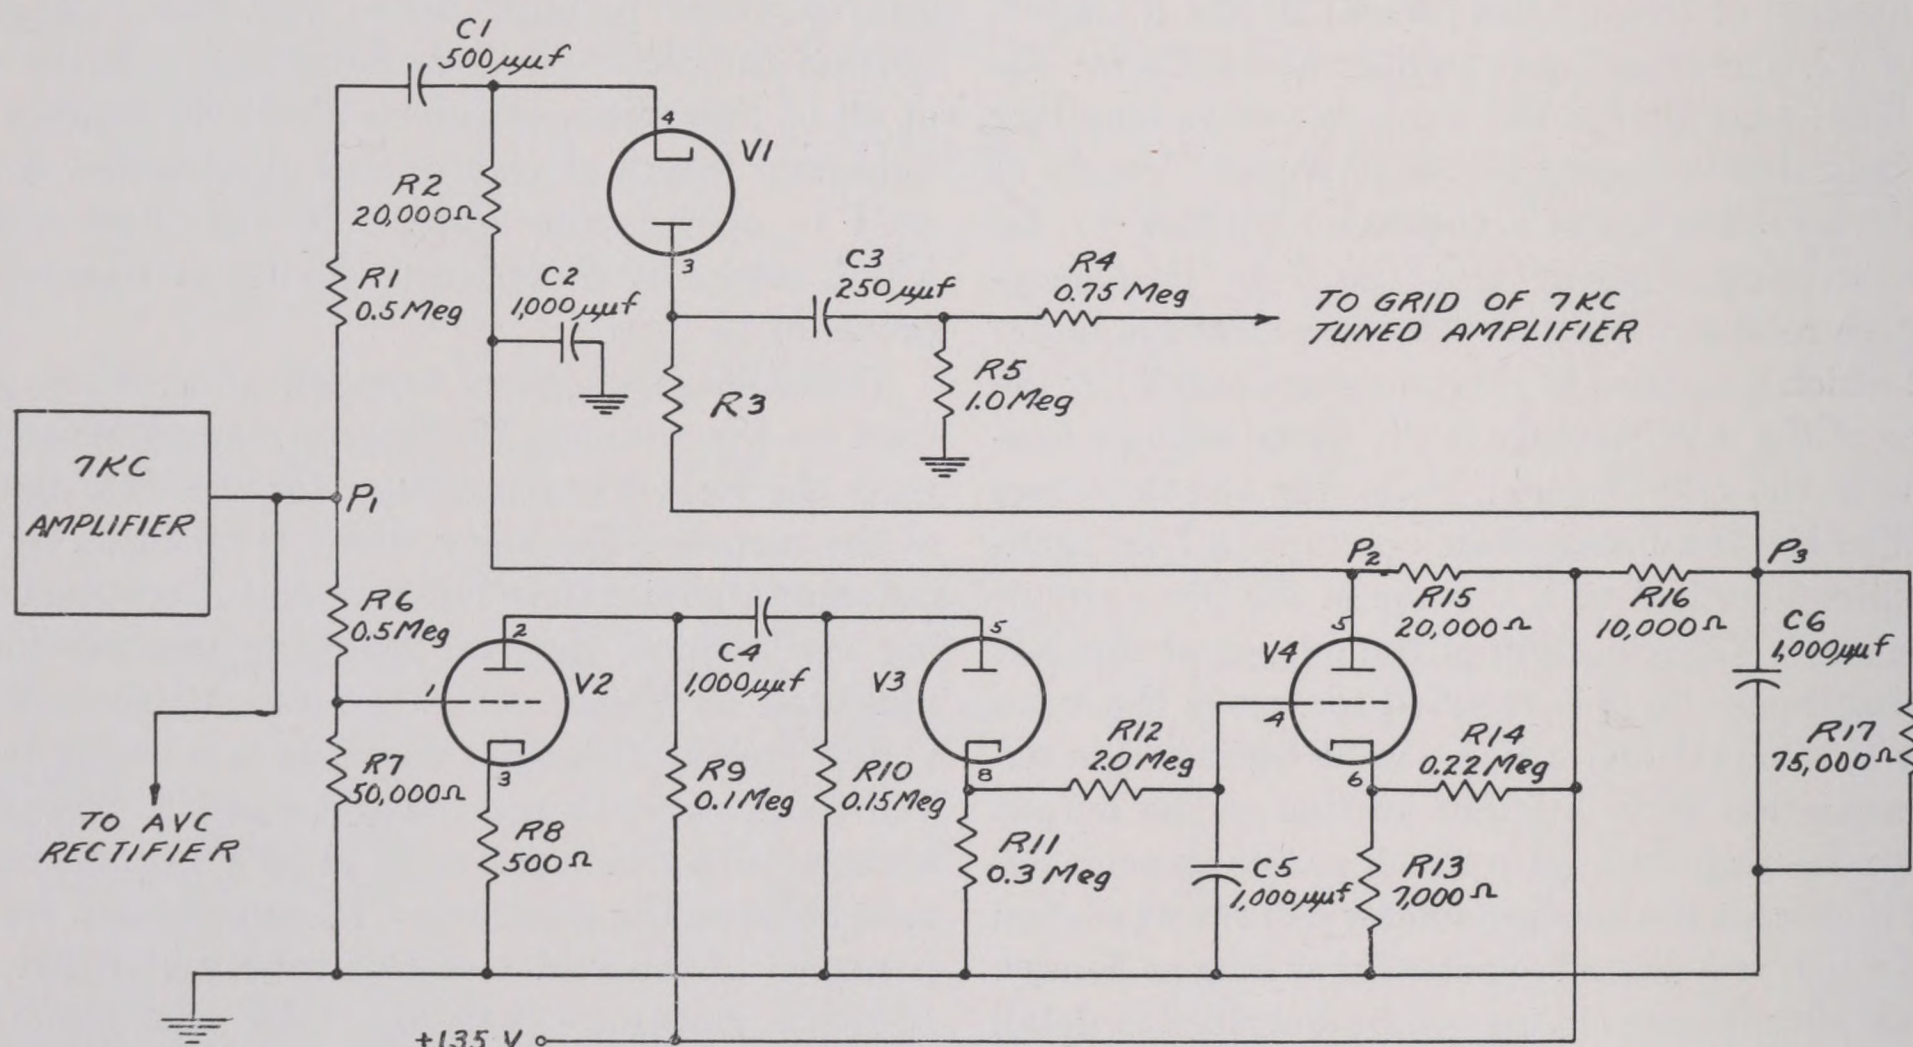 C1
500μμf
4
V1
R2
20,000Ω
3
R1
0.5 Meg
C2
1,000μμf
C3
250μμf
R4
0.75 Meg
TO GRID OF 7KC
TUNED AMPLIFIER
R3
R5
1.0 Meg
7KC
AMPLIFIER
P1
P2
P3
R6
0.5 Meg
2
C4
1,000μμf
5
5
R15
20,000Ω
R16
10,000Ω
C6
1,000μμf
1
V2
V3
V4
4
R7
50,000Ω
3
R9
0.1 Meg
R10
0.15 Meg
8
R12
2.0 Meg
6
R14
0.22 Meg
R17
75,000Ω
TO AVC
RECTIFIER
R8
500Ω
R11
0.3 Meg
C5
1,000μμf
R13
7,000Ω
+135 V